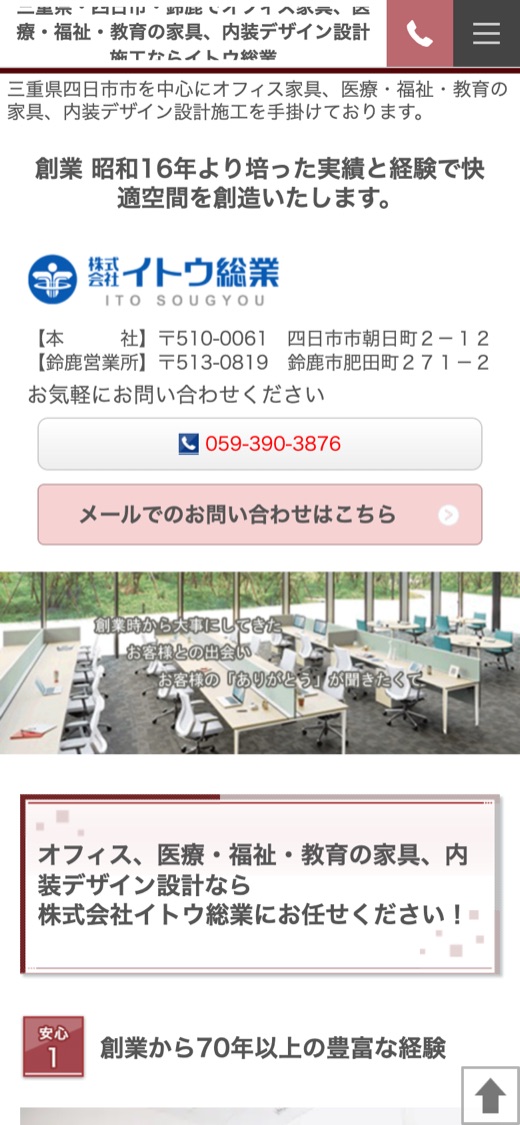 三重県・四日市・鈴鹿でオフィス家具、医
療・福祉・教育の家具、内装デザイン設計
施工ならイトウ総業
三重県四日市市を中心にオフィス家具、医療・福祉・教育の
家具、内装デザイン設計施工を手掛けております。
創業 昭和16年より培った実績と経験で快
適空間を創造いたします。
株式会社イトウ総業
ITO SOUGYOU
【本　　　社】〒510-0061　四日市市朝日町２－１２
【鈴鹿営業所】〒513-0819　鈴鹿市肥田町２７１－２
お気軽にお問い合わせください
059-390-3876
メールでのお問い合わせはこちら
創業時から大事にしてきた
お客様との出会い
お客様の「ありがとう」が聞きたくて
オフィス、医療・福祉・教育の家具、内
装デザイン設計なら
株式会社イトウ総業にお任せください！
安心
1
創業から70年以上の豊富な経験